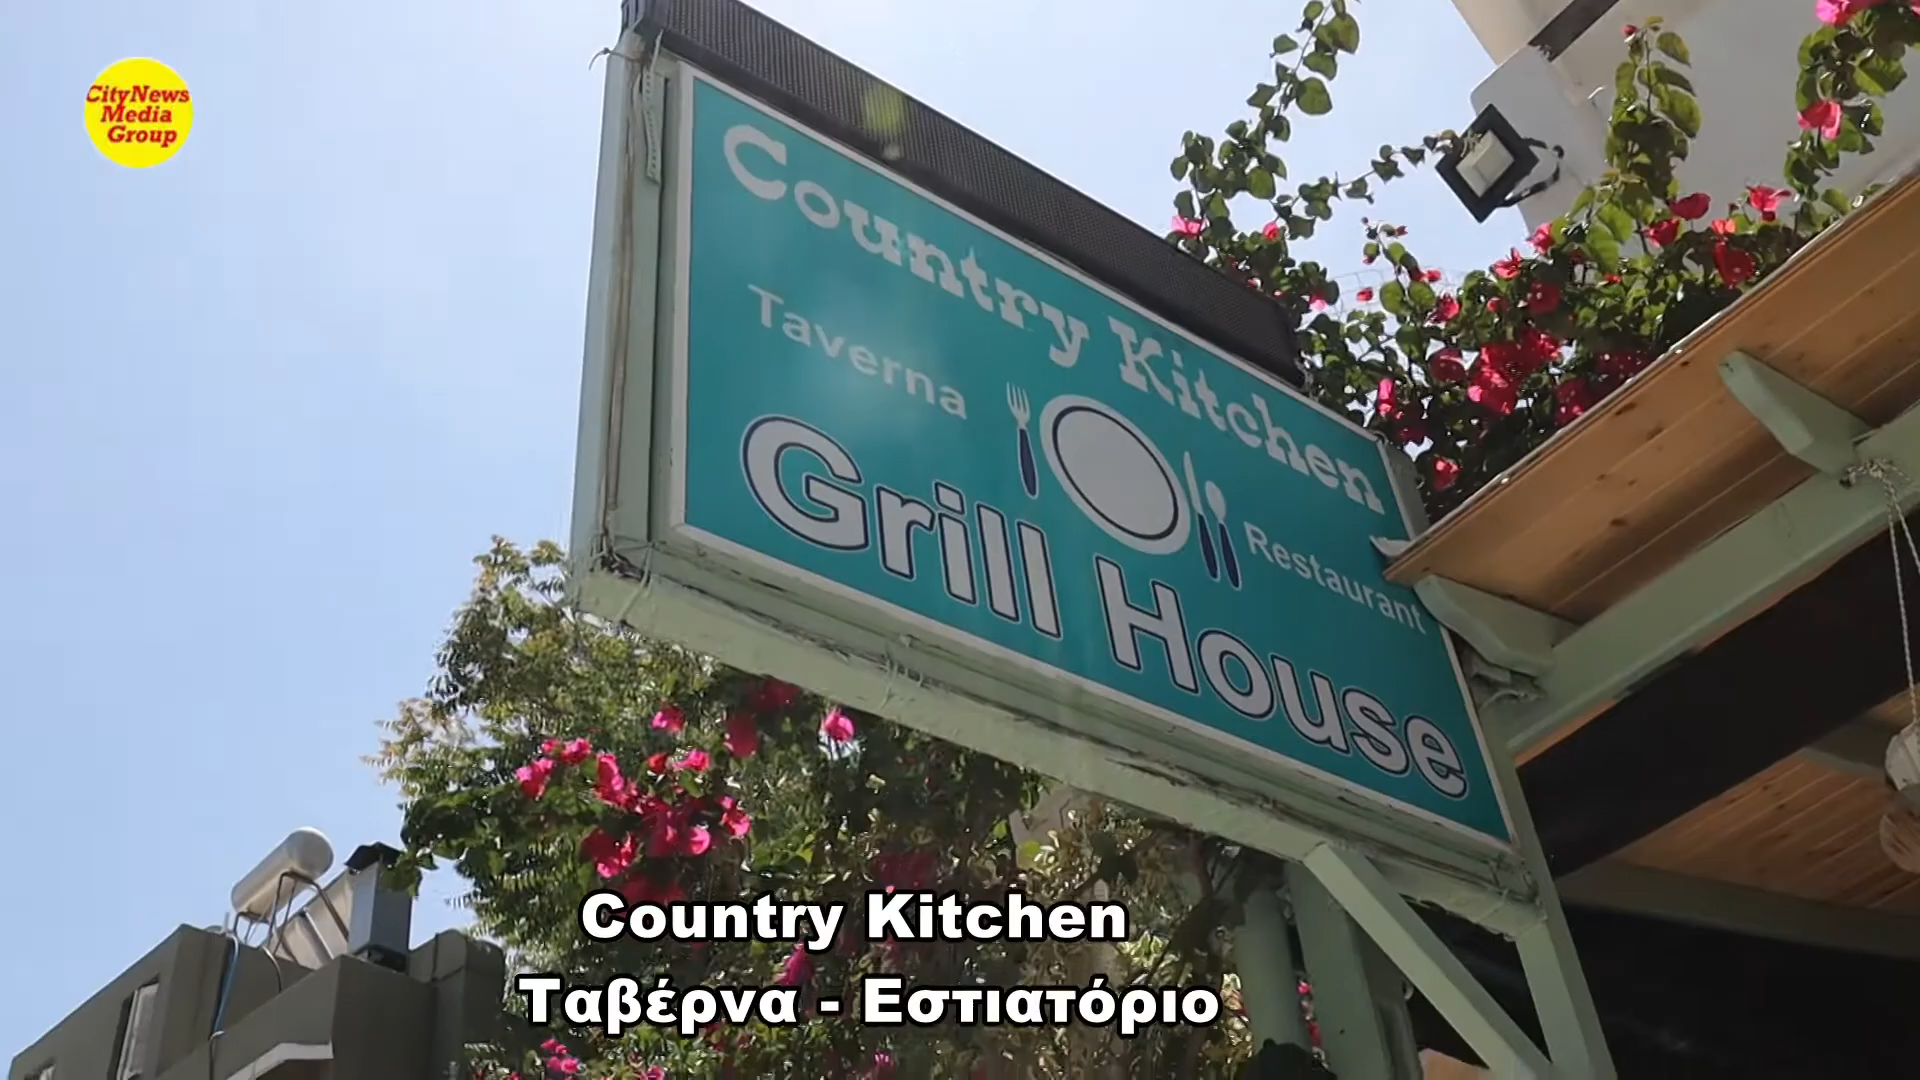 CityNews
Media
Group
Country Kitchen
Taverna
Restaurant
Grill House
Country Kitchen
Ταβέρνα - Εστιατόριο